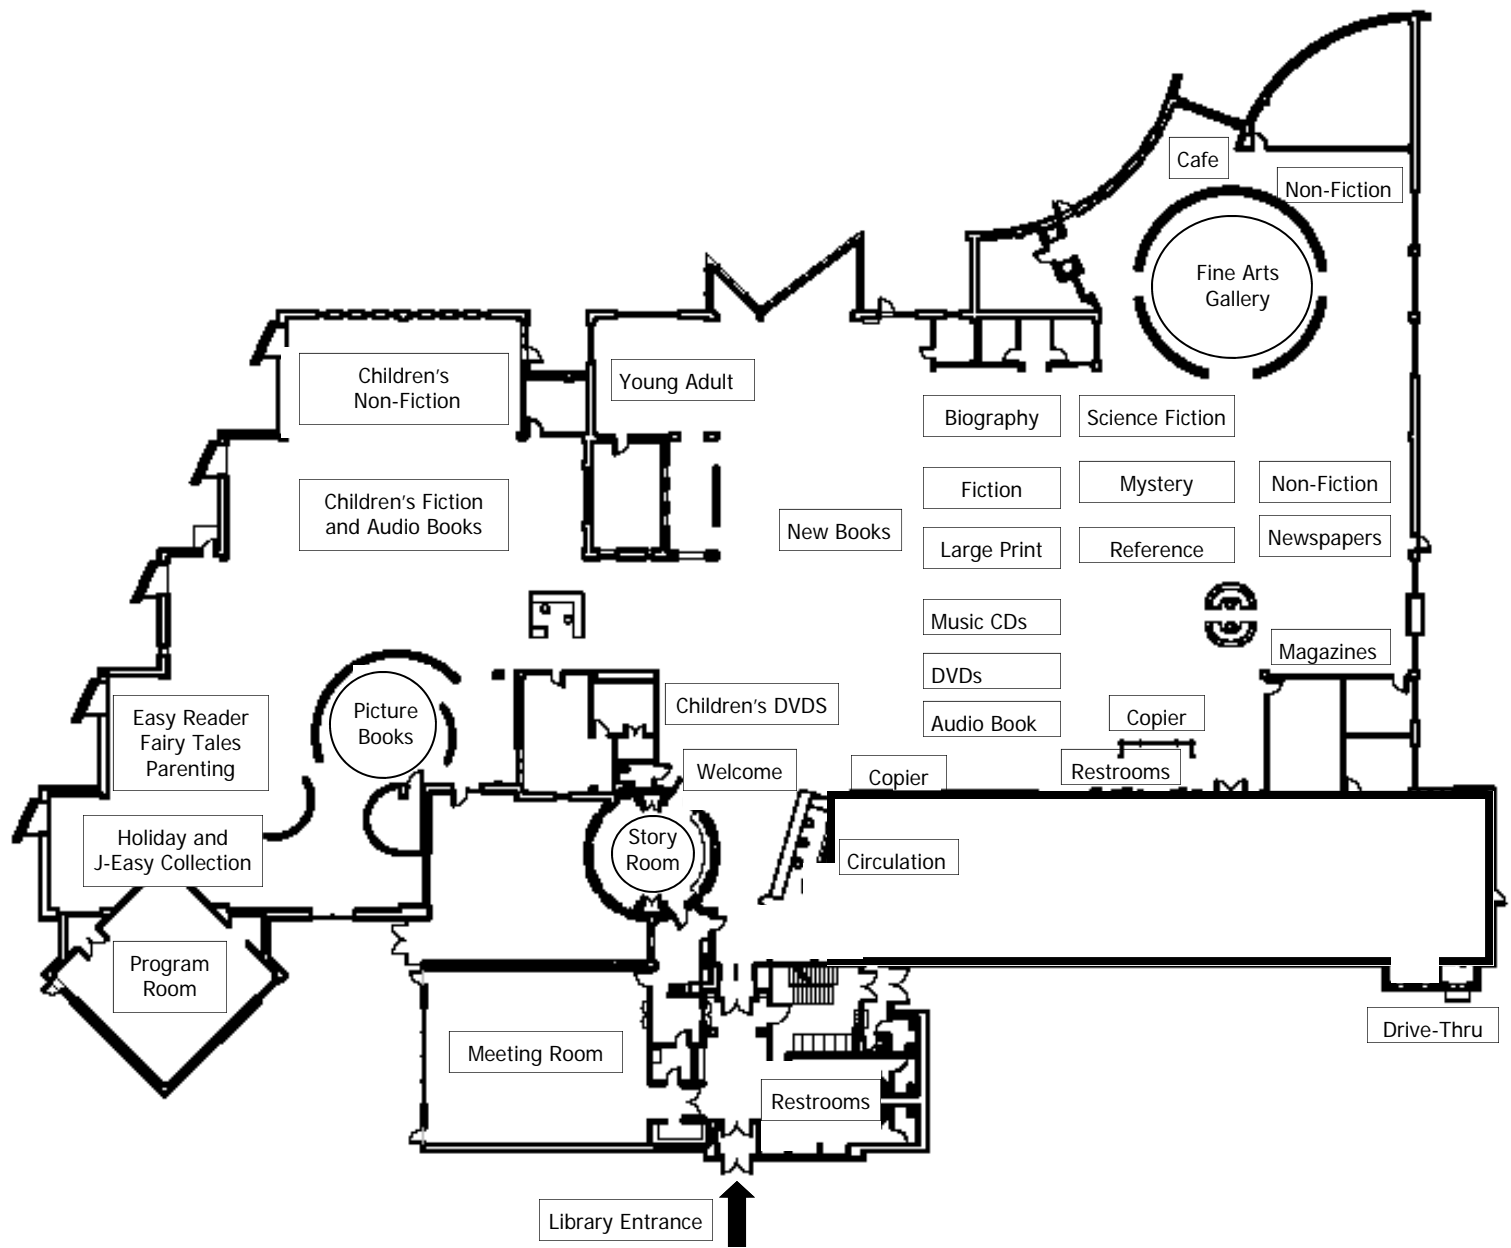 Cafe
Non-Fiction
Fine Arts
Gallery
Children's
Non-Fiction
Young Adult
Biography
Science Fiction
Children's Fiction
and Audio Books
Fiction
Mystery
Non-Fiction
New Books
Large Print
Reference
Newspapers
Music CDs
Magazines
DVDs
Easy Reader
Fairy Tales
Parenting
Picture
Books
Children's DVDS
Audio Book
Copier
Welcome
Copier
Restrooms
Holiday and
J-Easy Collection
Story
Room
Circulation
Program
Room
Meeting Room
Drive-Thru
Restrooms
Library Entrance